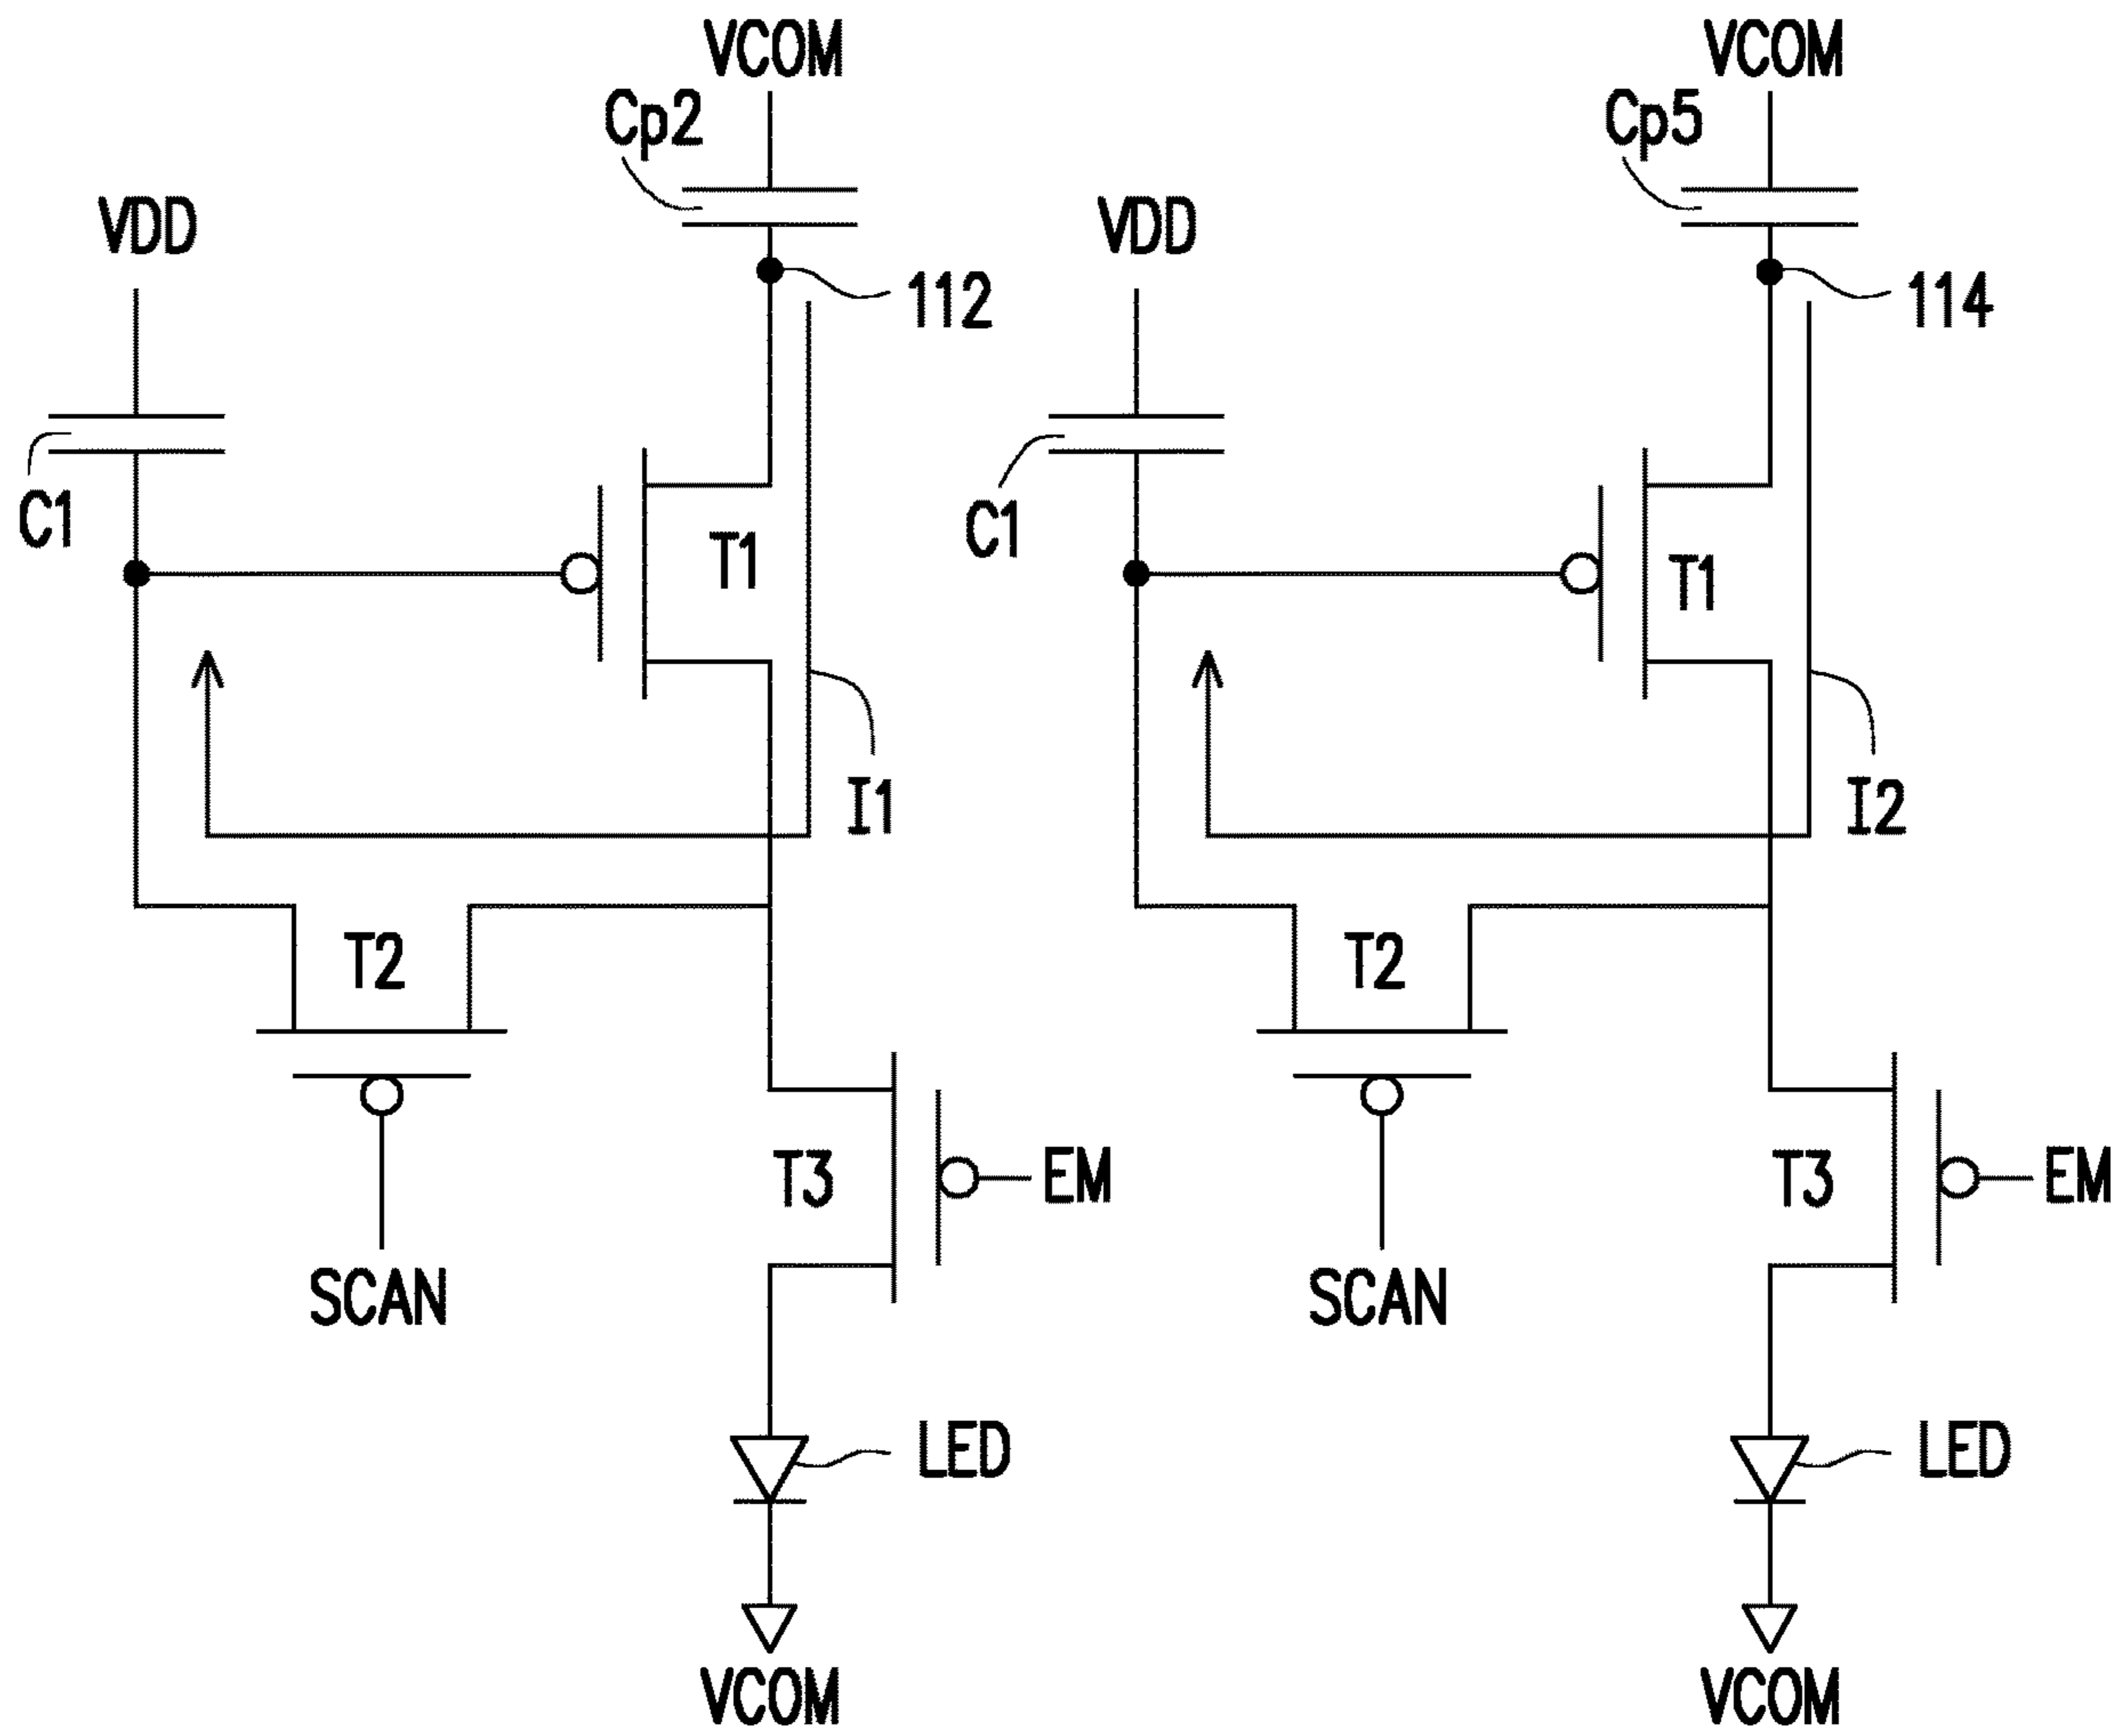 VCOM
Cp2
VDD
112
C1
T1
I1
T2
T3
EM
SCAN
LED
VCOM
VCOM
Cp5
VDD
114
C1
T1
I2
T2
T3
EM
SCAN
LED
VCOM